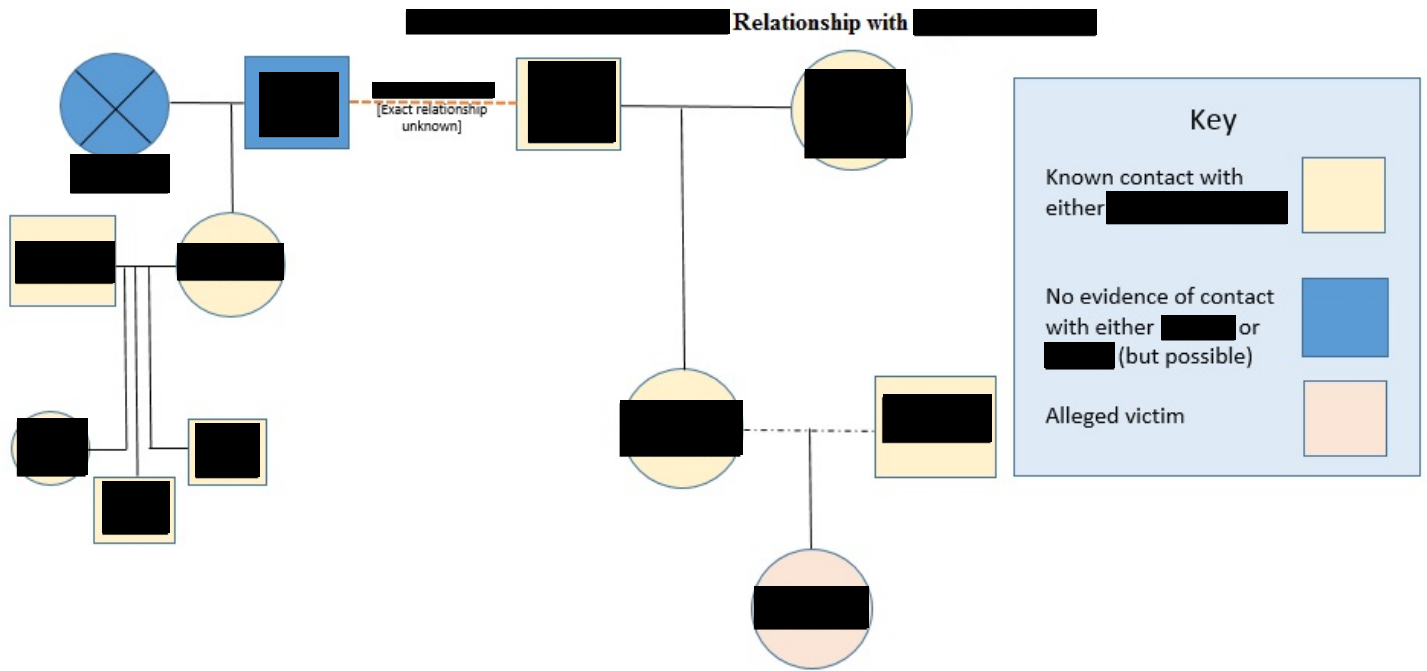 Relationship with
[Exact relationship
unknown]
Key
Known contact with
either
No evidence of contact
with either or
(but possible)
Alleged victim